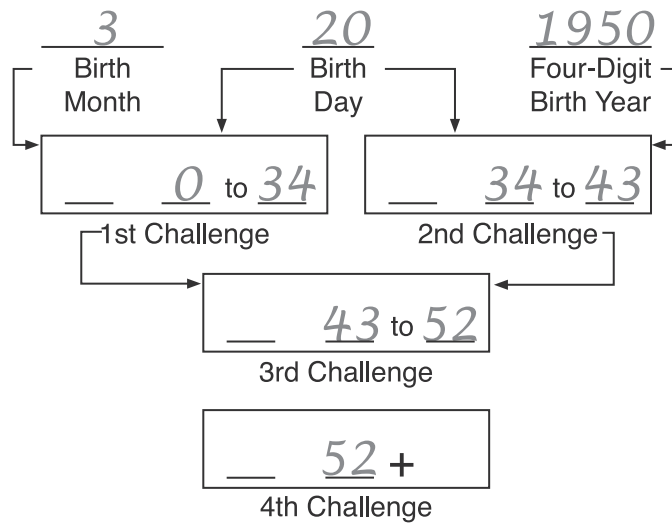 3 20 1950
Birth Month Birth Day Four-Digit Birth Year
0 to 34 34 to 43
1st Challenge 2nd Challenge
43 to 52
3rd Challenge
52 +
4th Challenge